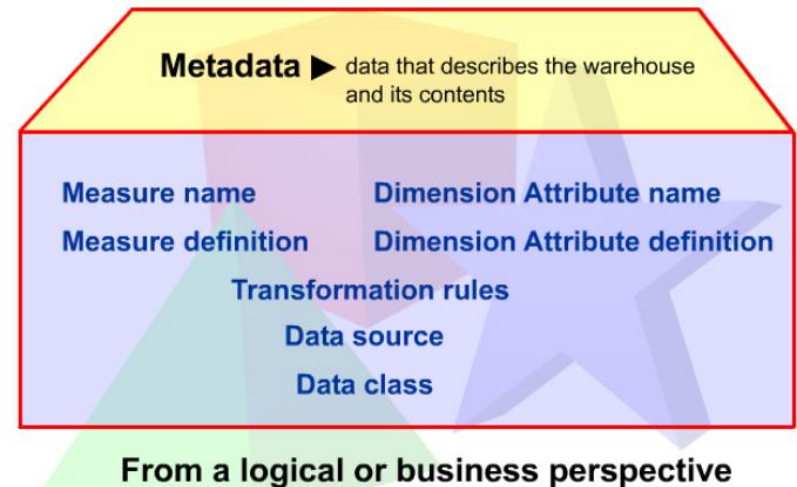 Metadata ▶ data that describes the warehouse
and its contents
Measure name Dimension Attribute name
Measure definition Dimension Attribute definition
Transformation rules
Data source
Data class
From a logical or business perspective